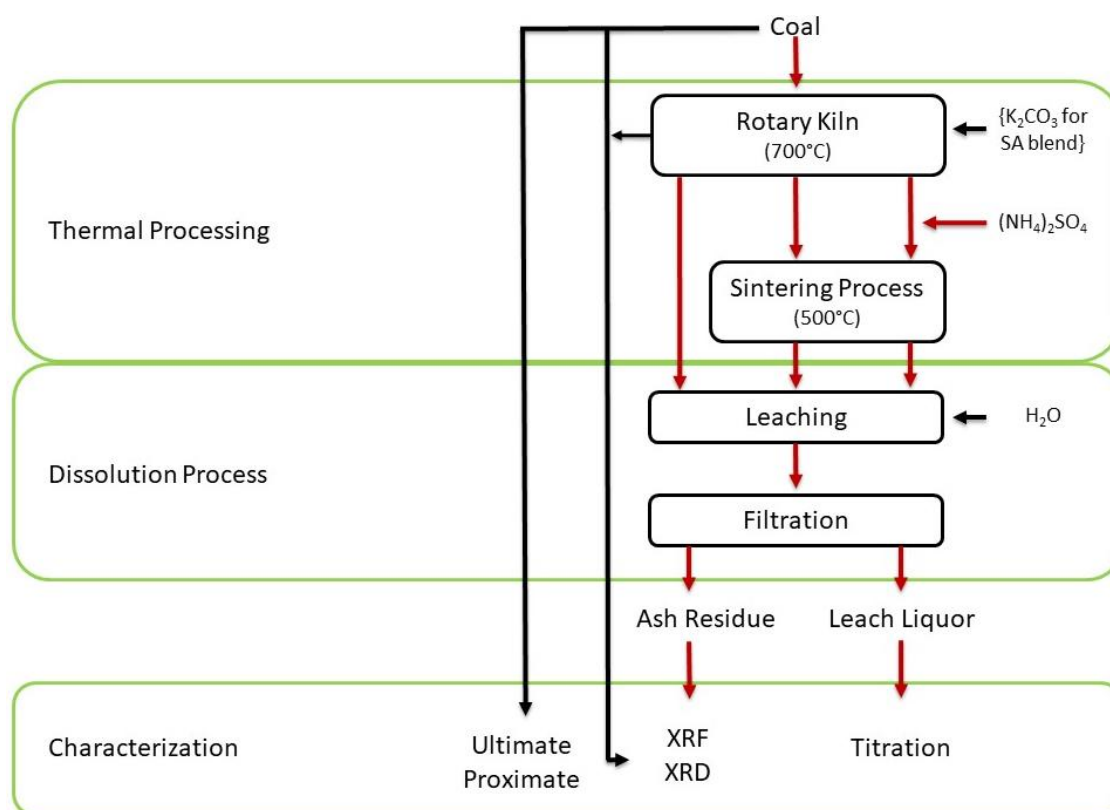 Coal
Rotary Kiln
(700°C)
{K₂CO₃ for
SA blend}
Thermal Processing
(NH₄)₂SO₄
Sintering Process
(500°C)
Leaching
H₂O
Dissolution Process
Filtration
Ash Residue
Leach Liquor
Characterization
Ultimate
Proximate
XRF
XRD
Titration